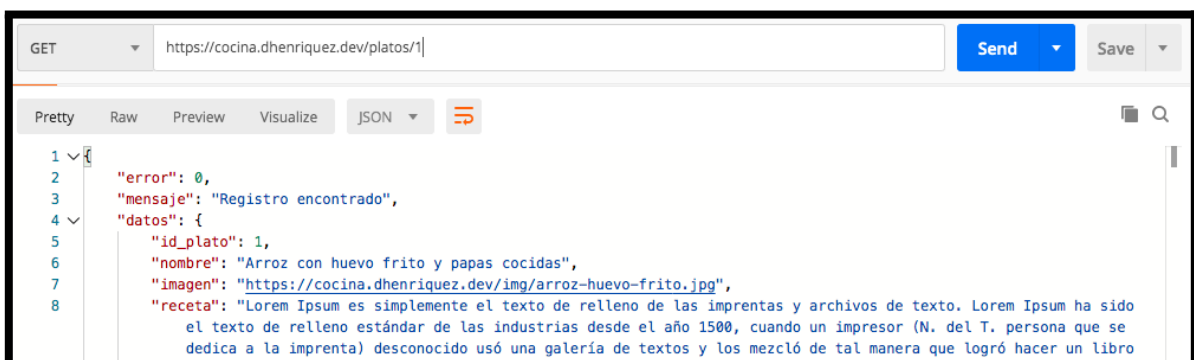 GET https://cocina.dhenriquez.dev/platos/1 Send Save
Pretty Raw Preview Visualize JSON
1 {
2 "error": 0,
3 "mensaje": "Registro encontrado",
4 "datos": {
5 "id_plato": 1,
6 "nombre": "Arroz con huevo frito y papas cocidas",
7 "imagen": "https://cocina.dhenriquez.dev/img/arroz-huevo-frito.jpg",
8 "receta": "Lorem Ipsum es simplemente el texto de relleno de las imprentas y archivos de texto. Lorem Ipsum ha sido
el texto de relleno estándar de las industrias desde el año 1500, cuando un impresor (N. del T. persona que se
dedica a la imprenta) desconocido usó una galería de textos y los mezcló de tal manera que logró hacer un libro